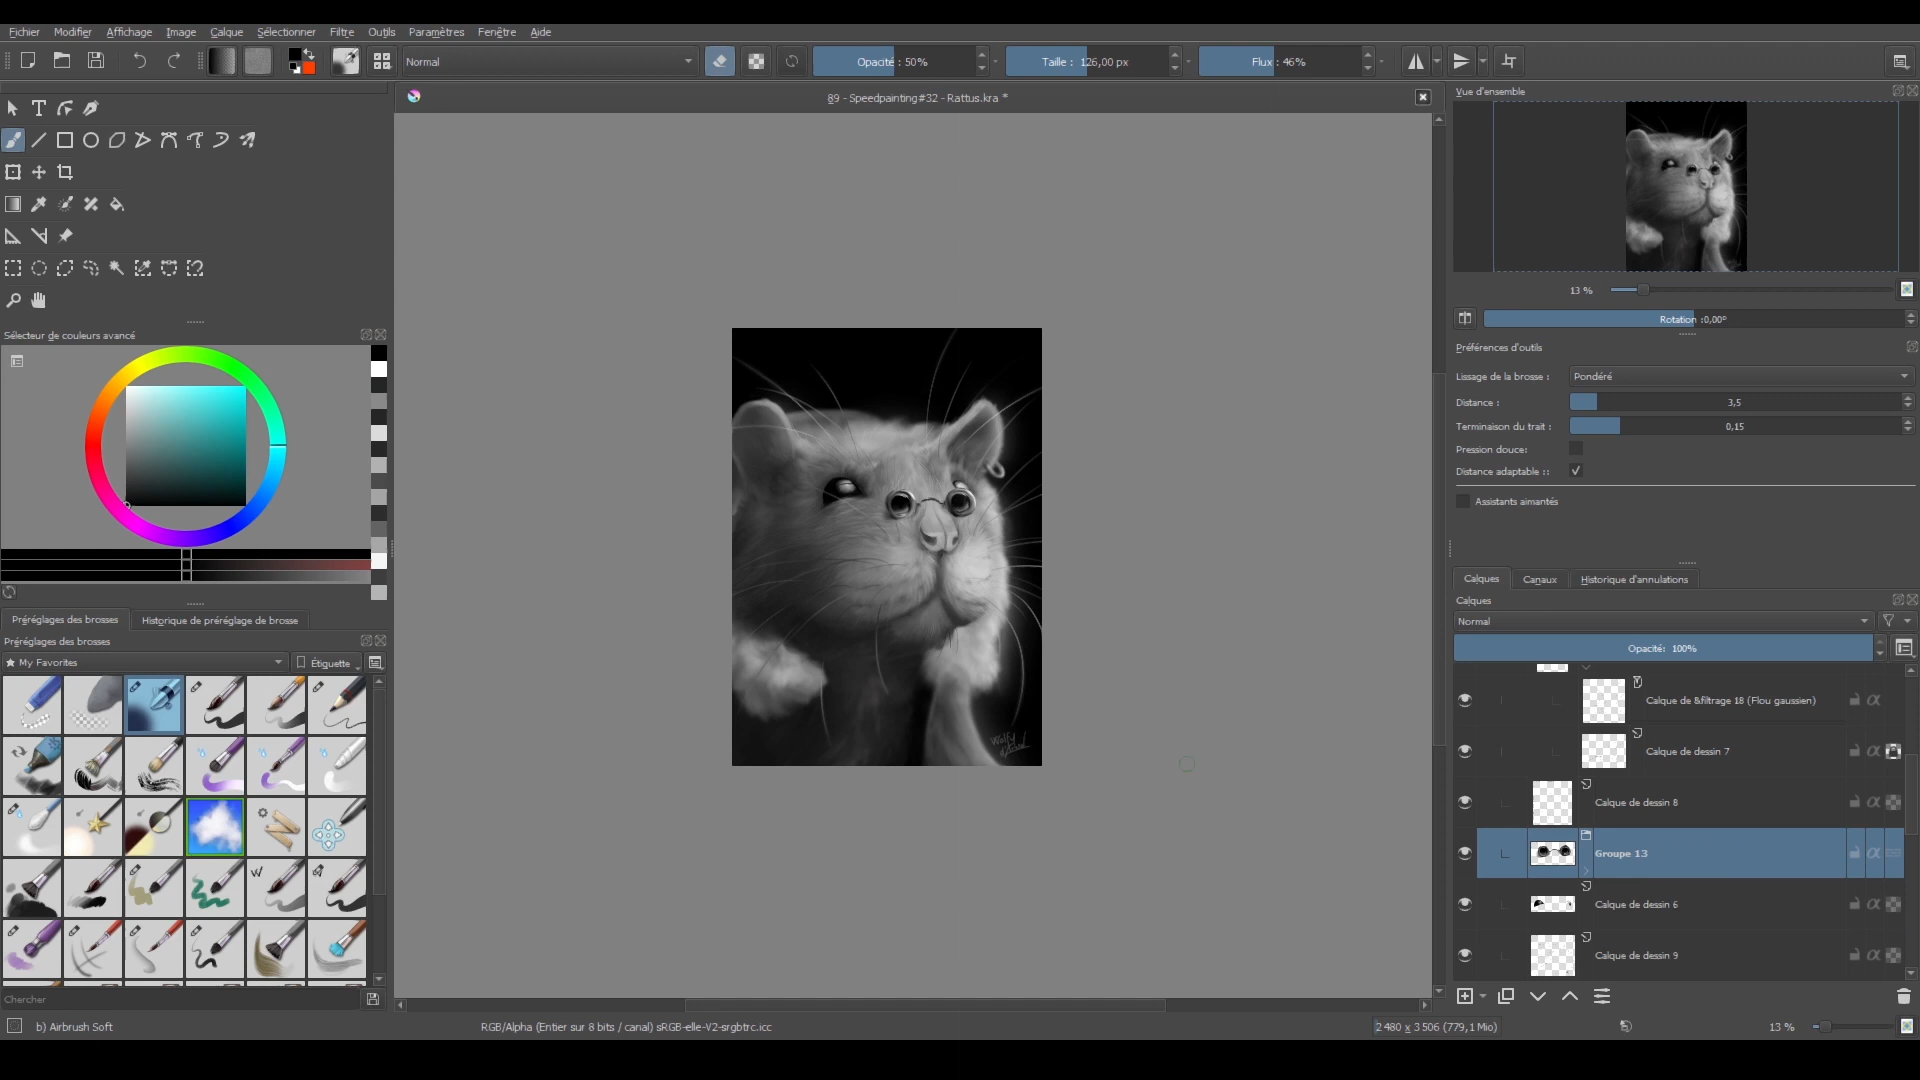 Fichier Modifier Affichage Image Calque Sélectionner Filtre Outils Paramètres Fenêtre Aide
Normal Opacité : 50% Taille : 126,00 px Flux : 46%
89 - Speedpainting#32 - Rattus.kra *
Vue d'ensemble
13 %
Rotation :0,00°
Sélecteur de couleurs avancé
Préférences d'outils
Lissage de la brosse : Pondéré
Distance : 3,5
Terminaison du trait : 0,15
Pression douce:
Distance adaptable ::
Assistants aimantés
Calques Canaux Historique d'annulations
Calques
Normal
Opacité: 100%
Calque de &filtrage 18 (Flou gaussien)
Calque de dessin 7
Calque de dessin 8
Groupe 13
Calque de dessin 6
Calque de dessin 9
Préréglages des brosses Historique de préréglage de brosse
Préréglages des brosses
My Favorites Étiquette
Chercher
b) Airbrush Soft
RGB/Alpha (Entier sur 8 bits / canal) sRGB-elle-V2-srgbtrc.icc
2 480 x 3 506 (779,1 Mio)
13 %